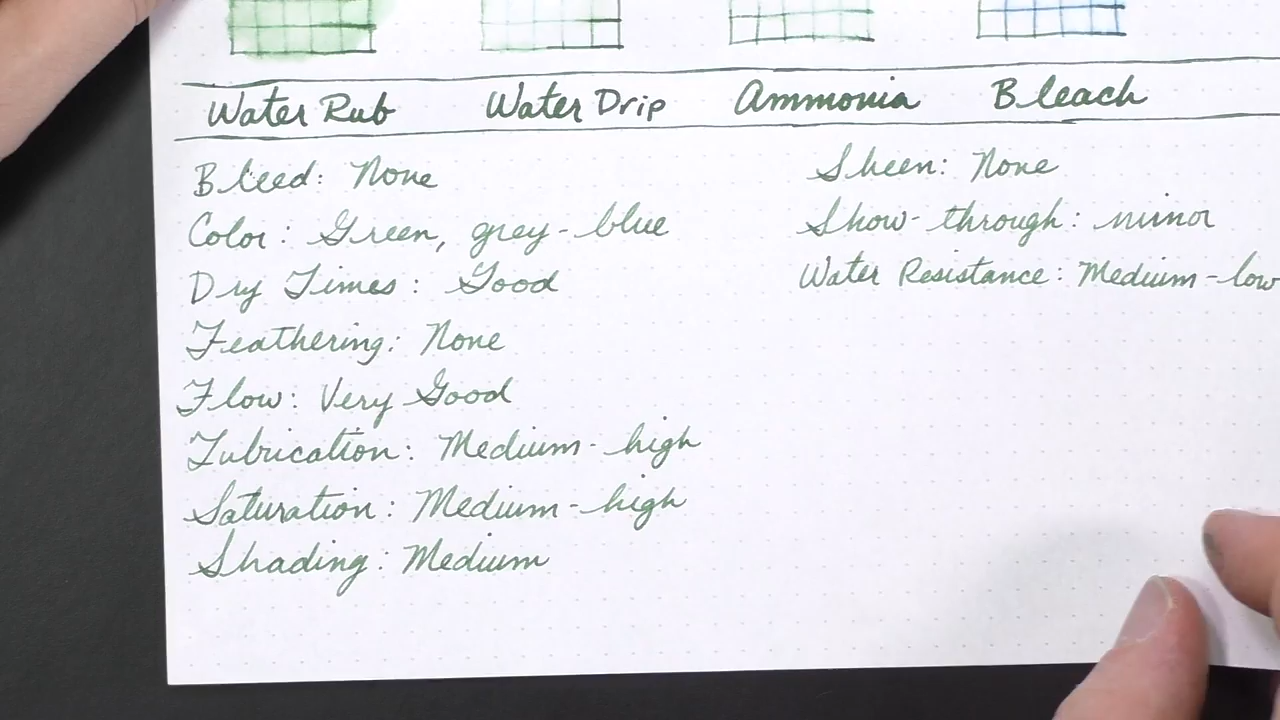 Water Rub Water Drip Ammonia Bleach
Bleed: None
Color: Green, grey-blue
Dry Times: Good
Feathering: None
Flow: Very Good
Lubrication: Medium-high
Saturation: Medium-high
Shading: Medium
Sheen: None
Show-through: minor
Water Resistance: Medium-low